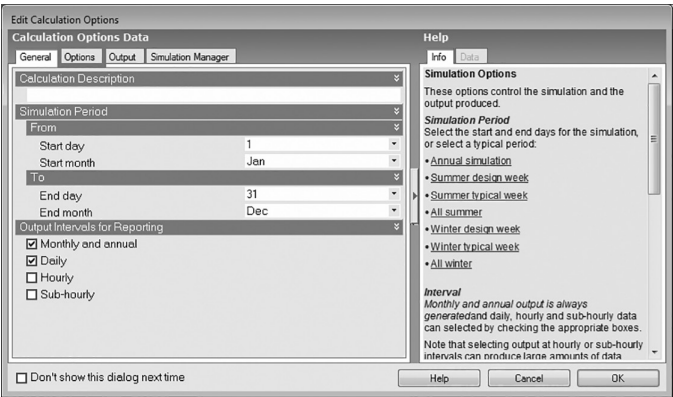 Edit Calculation Options
Calculation Options Data
General Options Output Simulation Manager
Calculation Description
Simulation Period
From
Start day 1
Start month Jan
To
End day 31
End month Dec
Output Intervals for Reporting
Monthly and annual
Daily
Hourly
Sub-hourly
Don't show this dialog next time
Help
Info Data
Simulation Options
These options control the simulation and the
output produced.
Simulation Period
Select the start and end days for the simulation,
or select a typical period:
• Annual simulation
• Summer design week
• Summer typical week
• All summer
• Winter design week
• Winter typical week
• All winter
Interval
Monthly and annual output is always
generatedand daily, hourly and sub-hourly data
can selected by checking the appropriate boxes.
Note that selecting output at hourly or sub-hourly
intervals can produce large amounts of data
Help Cancel OK